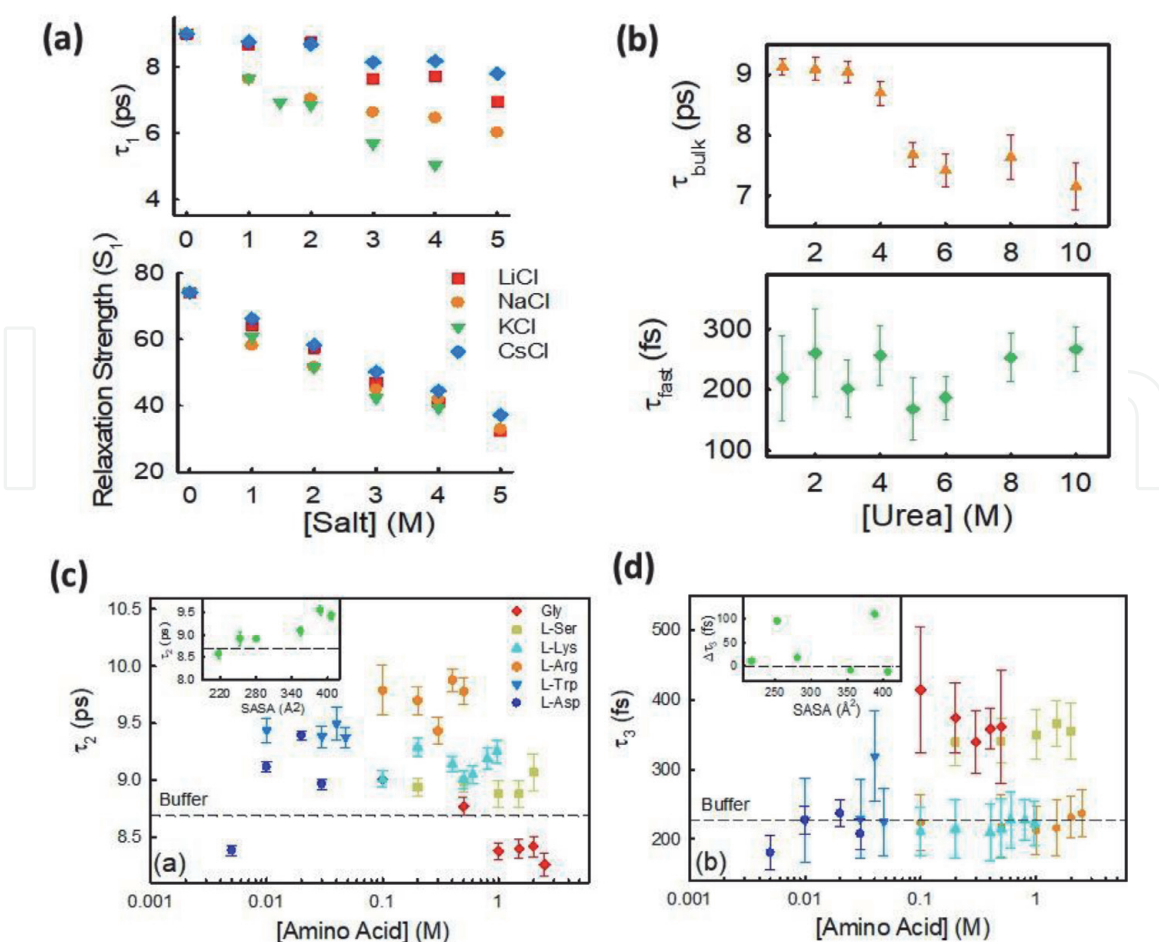 (a)
τ1 (ps)
8
6
4
0 1 2 3 4 5
Relaxation Strength (S1)
80
60
40
20
LiCl
NaCl
KCl
CsCl
0 1 2 3 4 5
[Salt] (M)
(b)
τbulk (ps)
9
8
7
2 4 6 8 10
τfast (fs)
300
200
100
2 4 6 8 10
[Urea] (M)
(c)
τ2 (ps)
10.5
10.0
9.5
9.0
8.5
τ2 (ps)
9.5
9.0
8.5
8.0
220 280 360 400
SASA (Å2)
Gly
L-Ser
L-Lys
L-Arg
L-Trp
L-Asp
Buffer
(a)
0.001 0.01 0.1 1
[Amino Acid] (M)
(d)
τ3 (fs)
500
400
300
200
Δτ3 (fs)
100
50
0
250 300 350 400
SASA (Å2)
Buffer
(b)
0.001 0.01 0.1 1
[Amino Acid] (M)